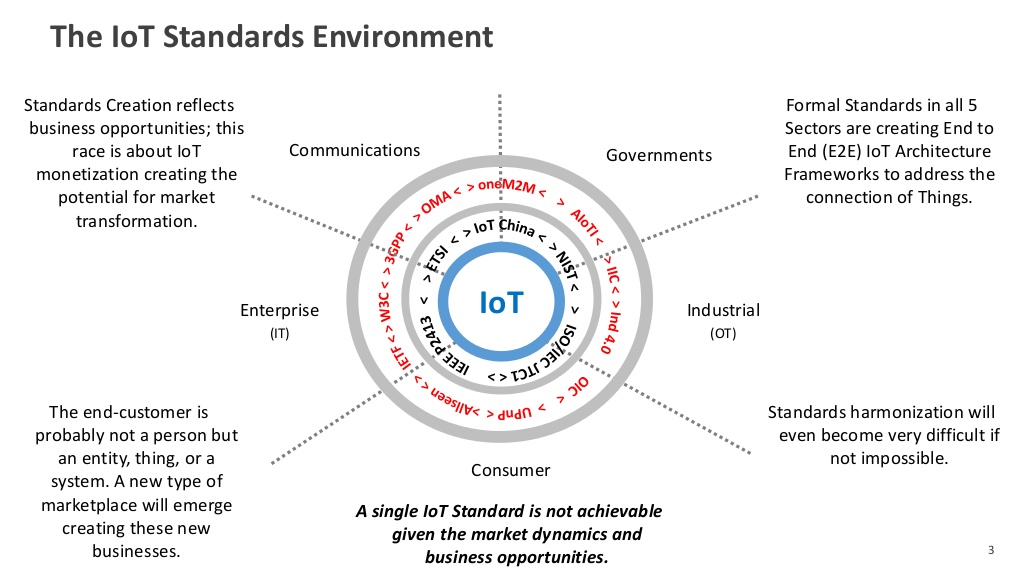 The IoT Standards Environment
Standards Creation reflects
business opportunities; this
race is about IoT
monetization creating the
potential for market
transformation.
Communications
Governments
Formal Standards in all 5
Sectors are creating End to
End (E2E) IoT Architecture
Frameworks to address the
connection of Things.
IETF < > W3C < > 3GPP < > OMA < > oneM2M < > AIoTI < > IIC < > Ind 4.0
OIC < > UPnP > <Allseen < >
IEEE P2413 < > ETSI < > IoT China < > NIST < > ISO/IEC JTC1 < >
IoT
Enterprise
(IT)
Industrial
(OT)
The end-customer is
probably not a person but
an entity, thing, or a
system. A new type of
marketplace will emerge
creating these new
businesses.
Standards harmonization will
even become very difficult if
not impossible.
Consumer
A single IoT Standard is not achievable
given the market dynamics and
business opportunities.
3